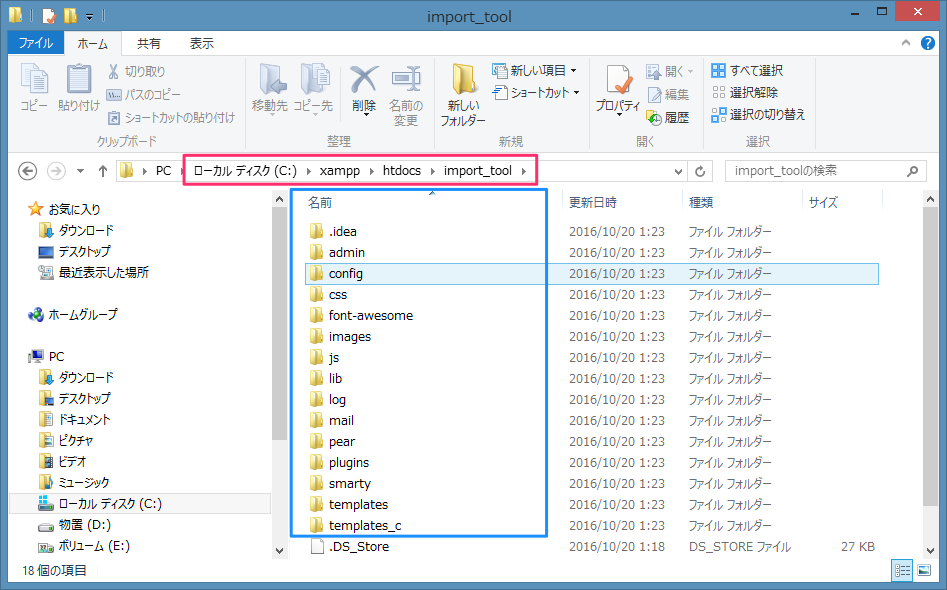 import_tool
ファイル ホーム 共有 表示
コピー
貼り付け
切り取り
パスのコピー
ショートカットの貼り付け
クリップボード
移動先
コピー先
削除
名前の
変更
整理
新しい
フォルダー
新しい項目
ショートカット
新規
プロパティ
開く
編集
履歴
開く
すべて選択
選択解除
選択の切り替え
選択
PC ローカル ディスク (C:) xampp htdocs import_tool
import_toolの検索
お気に入り
ダウンロード
デスクトップ
最近表示した場所
ホームグループ
PC
ダウンロード
デスクトップ
ドキュメント
ピクチャ
ビデオ
ミュージック
ローカル ディスク (C:)
物置 (D:)
ボリューム (E:)
名前 更新日時 種類 サイズ
.idea 2016/10/20 1:23 ファイル フォルダー
admin 2016/10/20 1:23 ファイル フォルダー
config 2016/10/20 1:23 ファイル フォルダー
css 2016/10/20 1:23 ファイル フォルダー
font-awesome 2016/10/20 1:23 ファイル フォルダー
images 2016/10/20 1:23 ファイル フォルダー
js 2016/10/20 1:23 ファイル フォルダー
lib 2016/10/20 1:23 ファイル フォルダー
log 2016/10/20 1:23 ファイル フォルダー
mail 2016/10/20 1:23 ファイル フォルダー
pear 2016/10/20 1:23 ファイル フォルダー
plugins 2016/10/20 1:23 ファイル フォルダー
smarty 2016/10/20 1:23 ファイル フォルダー
templates 2016/10/20 1:23 ファイル フォルダー
templates_c 2016/10/20 1:23 ファイル フォルダー
.DS_Store 2016/10/20 1:18 DS_STORE ファイル 27 KB
18 個の項目